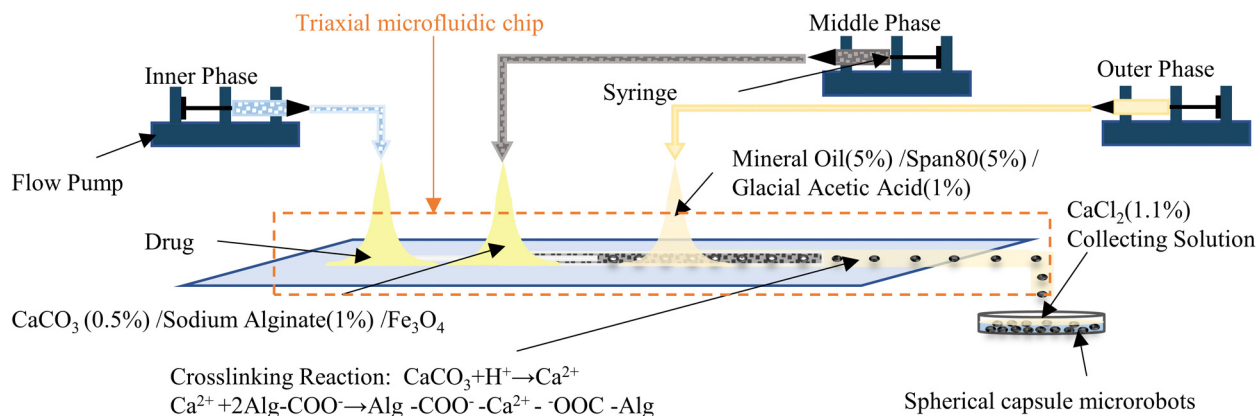 Triaxial microfluidic chip
Middle Phase
Inner Phase
Outer Phase
Syringe
Flow Pump
Mineral Oil(5%) /Span80(5%) /
Glacial Acetic Acid(1%)
CaCl₂(1.1%)
Collecting Solution
Drug
CaCO₃ (0.5%) /Sodium Alginate(1%) /Fe₃O₄
Crosslinking Reaction: CaCO₃+H⁺→Ca²⁺
Ca²⁺ +2Alg-COO⁻→Alg -COO⁻ -Ca²⁺ - ⁻OOC -Alg
Spherical capsule microrobots